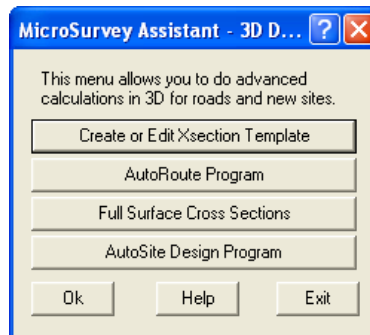 MicroSurvey Assistant - 3D D...
This menu allows you to do advanced
calculations in 3D for roads and new sites.
Create or Edit Xsection Template
AutoRoute Program
Full Surface Cross Sections
AutoSite Design Program
Ok Help Exit